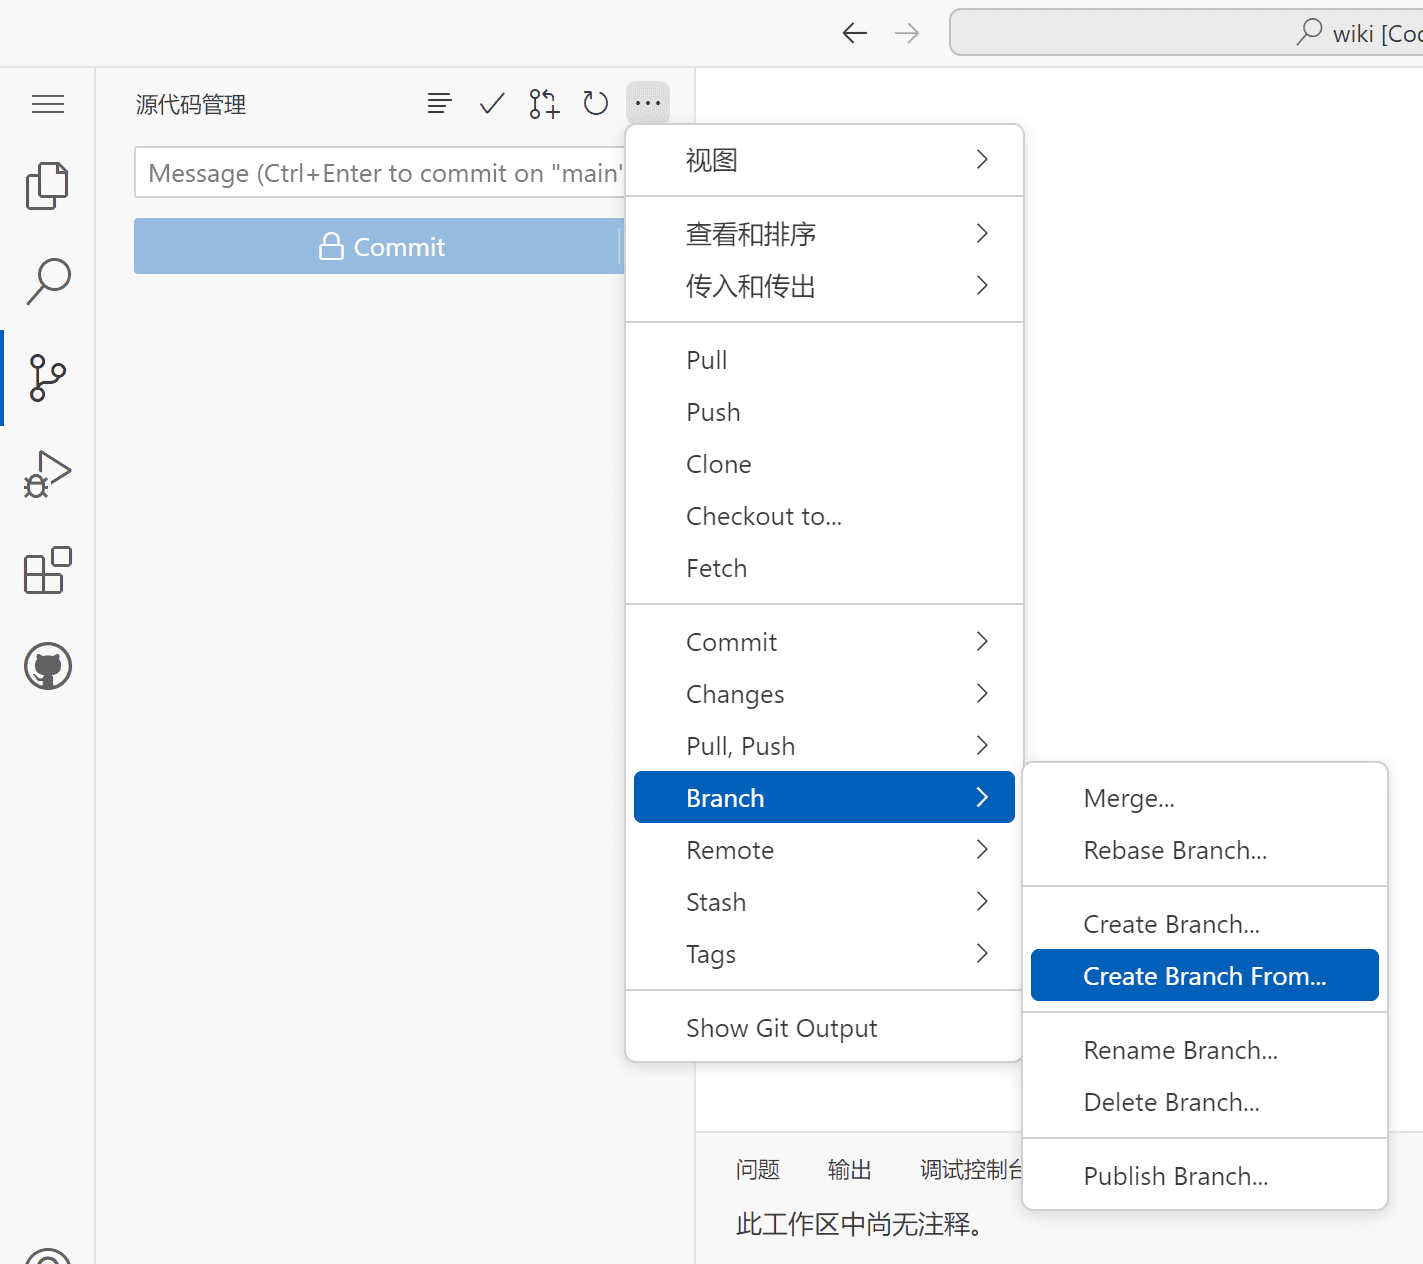 wiki [Coc
源代码管理
Message (Ctrl+Enter to commit on "main"
Commit
视图
查看和排序
传入和传出
Pull
Push
Clone
Checkout to...
Fetch
Commit
Changes
Pull, Push
Branch
Remote
Stash
Tags
Show Git Output
Merge...
Rebase Branch...
Create Branch...
Create Branch From...
Rename Branch...
Delete Branch...
Publish Branch...
问题 输出 调试控制台
此工作区中尚无注释。